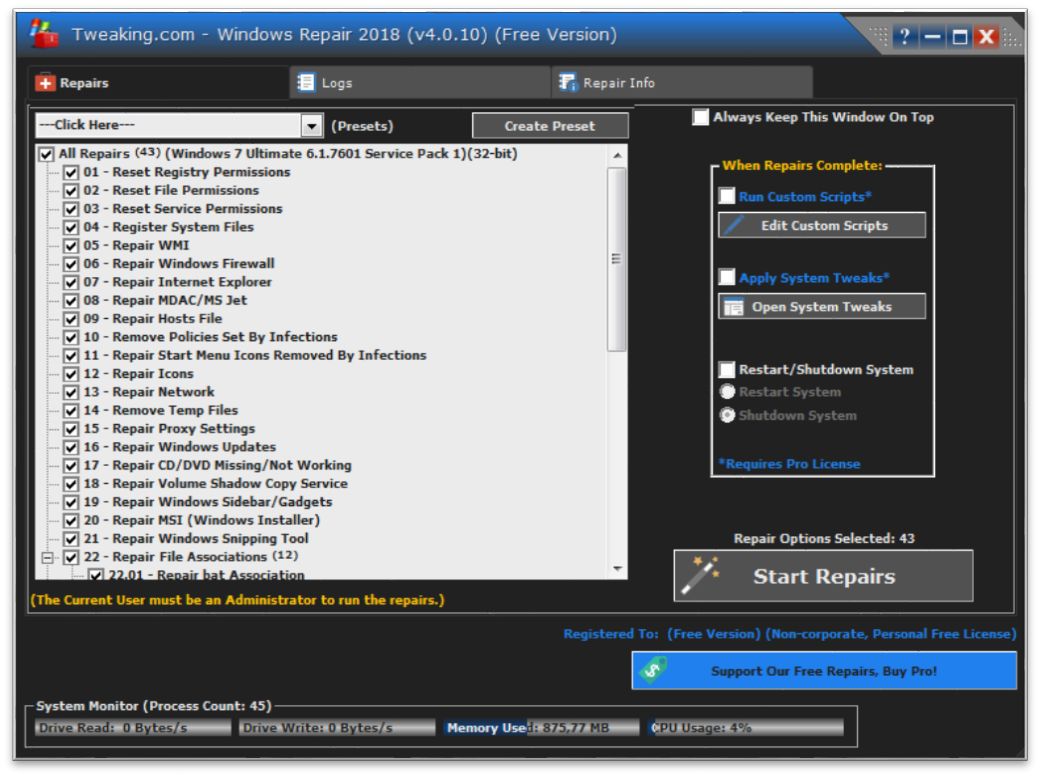 Tweaking.com - Windows Repair 2018 (v4.0.10) (Free Version)
?
X
Repairs
Logs
Repair Info
---Click Here---
(Presets)
Create Preset
Always Keep This Window On Top
All Repairs (43) (Windows 7 Ultimate 6.1.7601 Service Pack 1)(32-bit)
01 - Reset Registry Permissions
02 - Reset File Permissions
03 - Reset Service Permissions
04 - Register System Files
05 - Repair WMI
06 - Repair Windows Firewall
07 - Repair Internet Explorer
08 - Repair MDAC/MS Jet
09 - Repair Hosts File
10 - Remove Policies Set By Infections
11 - Repair Start Menu Icons Removed By Infections
12 - Repair Icons
13 - Repair Network
14 - Remove Temp Files
15 - Repair Proxy Settings
16 - Repair Windows Updates
17 - Repair CD/DVD Missing/Not Working
18 - Repair Volume Shadow Copy Service
19 - Repair Windows Sidebar/Gadgets
20 - Repair MSI (Windows Installer)
21 - Repair Windows Snipping Tool
22 - Repair File Associations (12)
22.01 - Repair bat Association
(The Current User must be an Administrator to run the repairs.)
When Repairs Complete:
Run Custom Scripts*
Edit Custom Scripts
Apply System Tweaks*
Open System Tweaks
Restart/Shutdown System
Restart System
Shutdown System
*Requires Pro License
Repair Options Selected: 43
Start Repairs
Registered To: (Free Version) (Non-corporate, Personal Free License)
Support Our Free Repairs, Buy Pro!
System Monitor (Process Count: 45)
Drive Read: 0 Bytes/s
Drive Write: 0 Bytes/s
Memory Used: 875,77 MB
CPU Usage: 4%